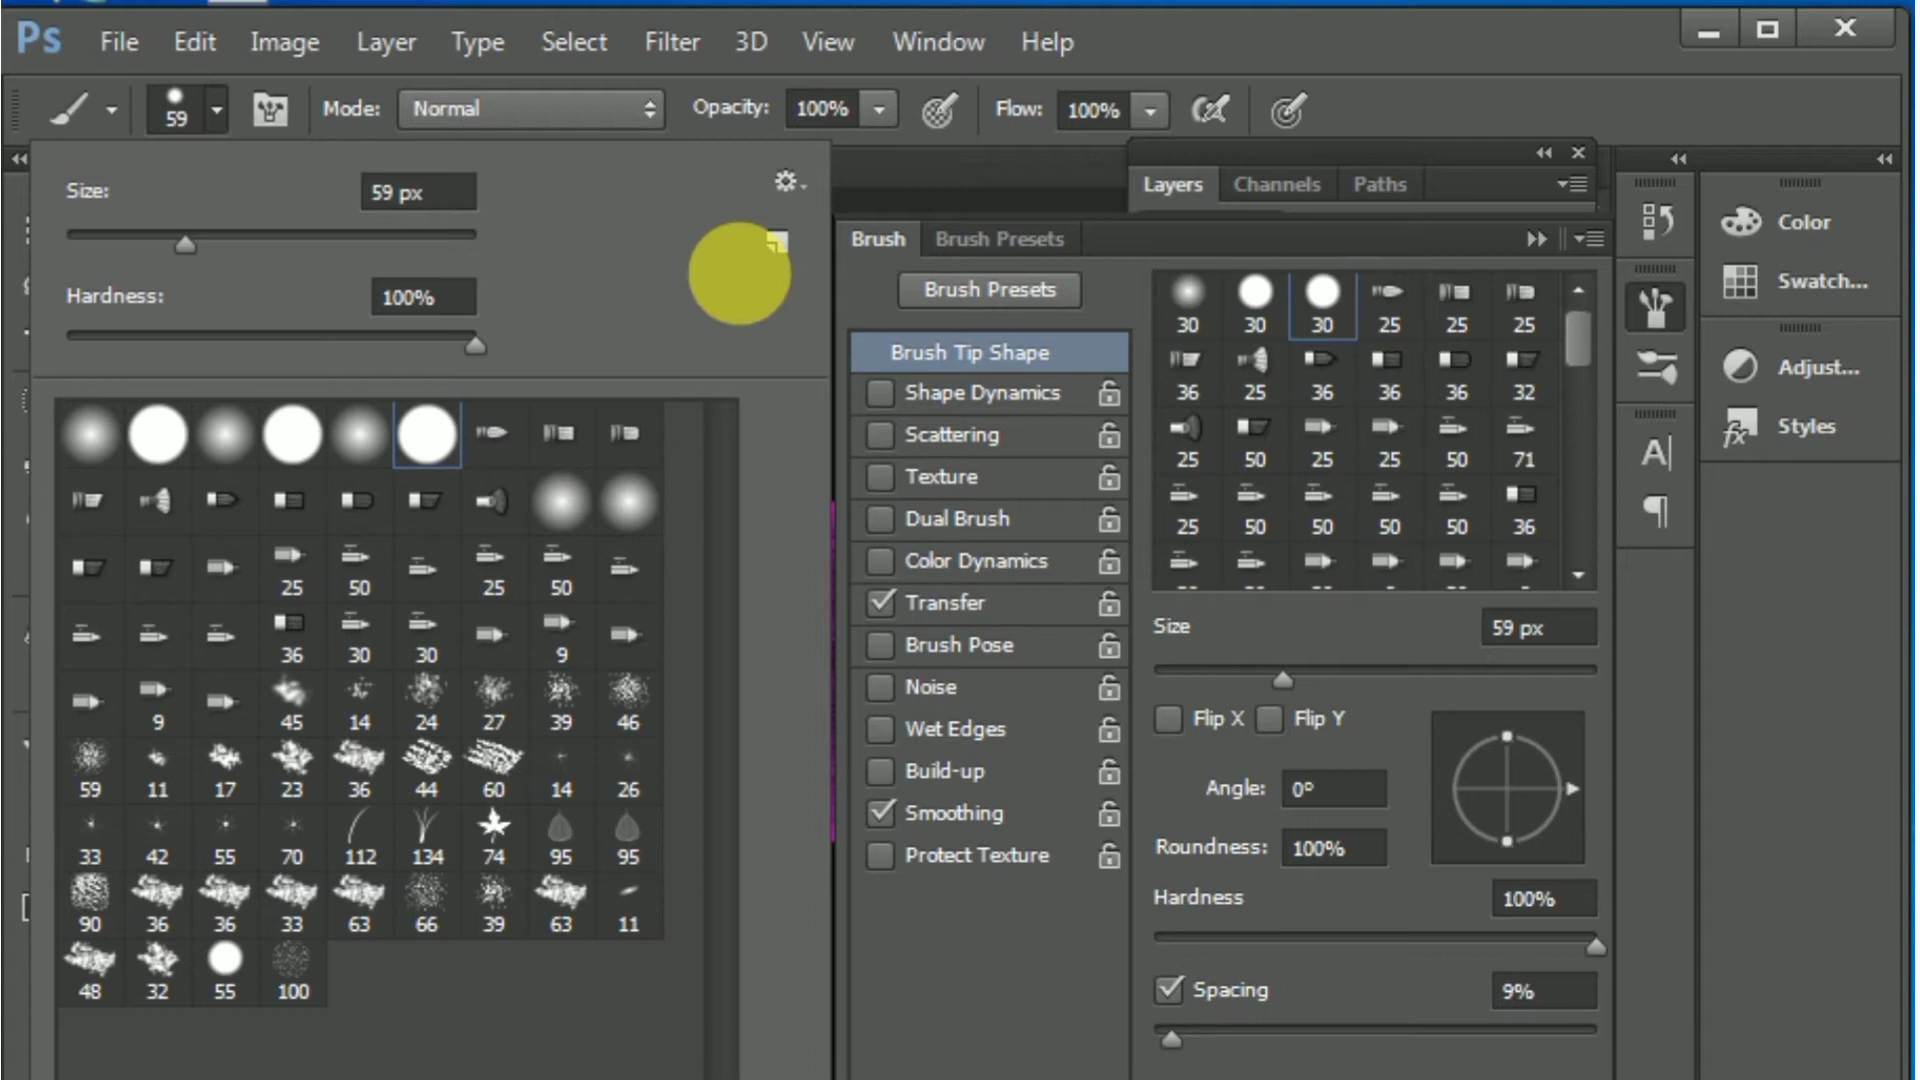 Ps File Edit Image Layer Type Select Filter 3D View Window Help
59 Mode: Normal Opacity: 100% Flow: 100%
Size: 59 px
Hardness: 100%
25 50 25 50
36 30 30 9
9 45 14 24 27 39 46
59 11 17 23 36 44 60 14 26
33 42 55 70 112 134 74 95 95
90 36 36 33 63 66 39 63 11
48 32 55 100
Layers Channels Paths
Brush Brush Presets
Brush Presets
Brush Tip Shape
Shape Dynamics
Scattering
Texture
Dual Brush
Color Dynamics
Transfer
Brush Pose
Noise
Wet Edges
Build-up
Smoothing
Protect Texture
30 30 30 25 25 25
36 25 36 36 36 32
25 50 25 25 50 71
25 50 50 50 50 36
Size 59 px
Flip X Flip Y
Angle: 0°
Roundness: 100%
Hardness 100%
Spacing 9%
A
¶
Color
Swatch...
Adjust...
fx Styles